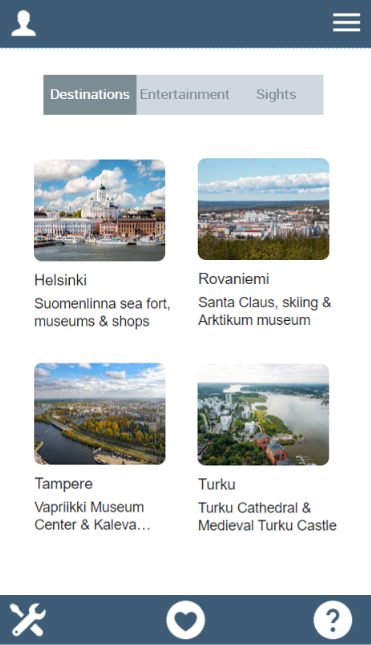 Destinations Entertainment Sights
Helsinki
Suomenlinna sea fort,
museums & shops
Rovaniemi
Santa Claus, skiing &
Arktikum museum
Tampere
Vapriikki Museum
Center & Kaleva…
Turku
Turku Cathedral &
Medieval Turku Castle
?